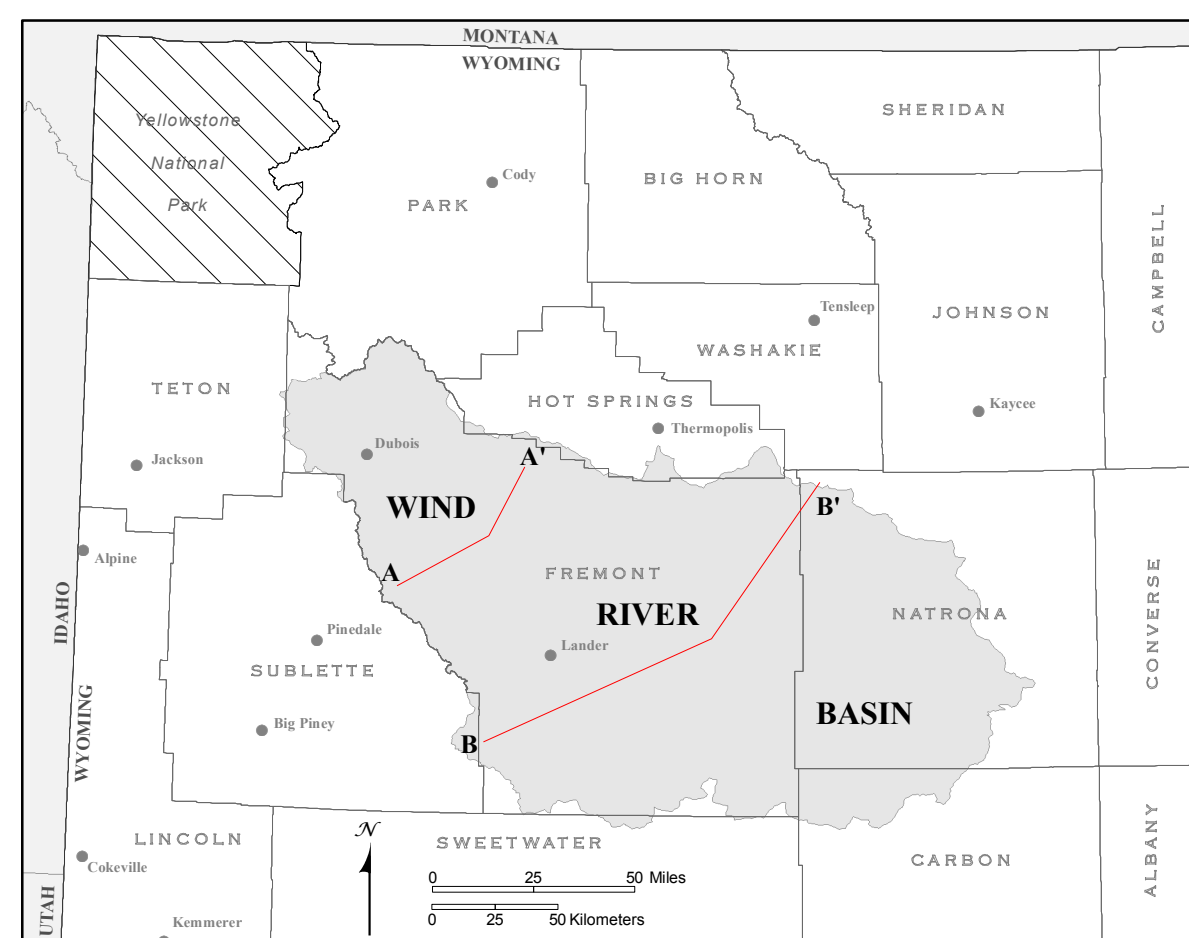 MONTANA
WYOMING
Yellowstone
National
Park
Cody
PARK
BIG HORN
SHERIDAN
CAMPBELL
JOHNSON
Tensleep
WASHAKIE
TETON
HOT SPRINGS
Kaycee
Thermopolis
Dubois
Jackson
A'
WIND
B'
Alpine
A
FREMONT
IDAHO
WYOMING
RIVER
NATRONA
CONVERSE
Pinedale
Lander
SUBLETTE
Big Piney
B
BASIN
N
LINCOLN
SWEETWATER
CARBON
ALBANY
Cokeville
0 25 50 Miles
0 25 50 Kilometers
UTAH
Kemmerer